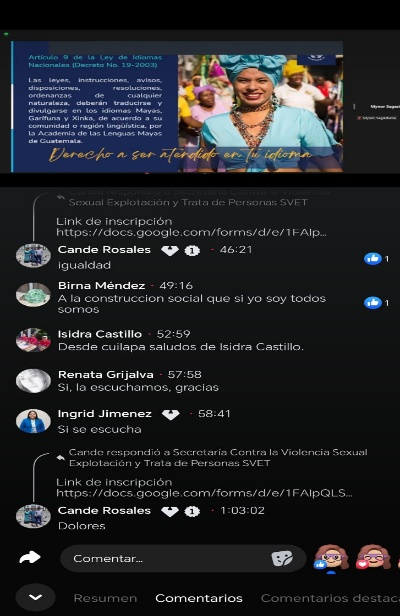 Artículo 9 de la Ley de Idiomas
Nacionales (Decreto No. 19-2003)
Las leyes, instrucciones, avisos,
disposiciones, resoluciones,
ordenanzas de cualquier
naturaleza, deberán traducirse y
divulgarse en los idiomas Mayas,
Garífuna y Xinka, de acuerdo a su
comunidad o región lingüística, por
la Academia de las Lenguas Mayas
de Guatemala.
Derecho a ser atendido en tu idioma
Sexual Explotación y Trata de Personas SVET
Link de inscripción
https://docs.google.com/forms/d/e/1FAIp...
Cande Rosales · 46:21
igualdad
1
Birna Méndez · 49:16
A la construccion social que si yo soy todos
somos
1
Isidra Castillo · 52:59
Desde cuilapa saludos de Isidra Castillo.
Renata Grijalva · 57:58
Si, la escuchamos, gracias
Ingrid Jimenez · 58:41
Si se escucha
Cande respondió a Secretaría Contra la Violencia Sexual
Explotación y Trata de Personas SVET
Link de inscripción
https://docs.google.com/forms/d/e/1FAIpQLS...
Cande Rosales · 1:03:02
Dolores
Comentar...
Resumen Comentarios Comentarios destaca